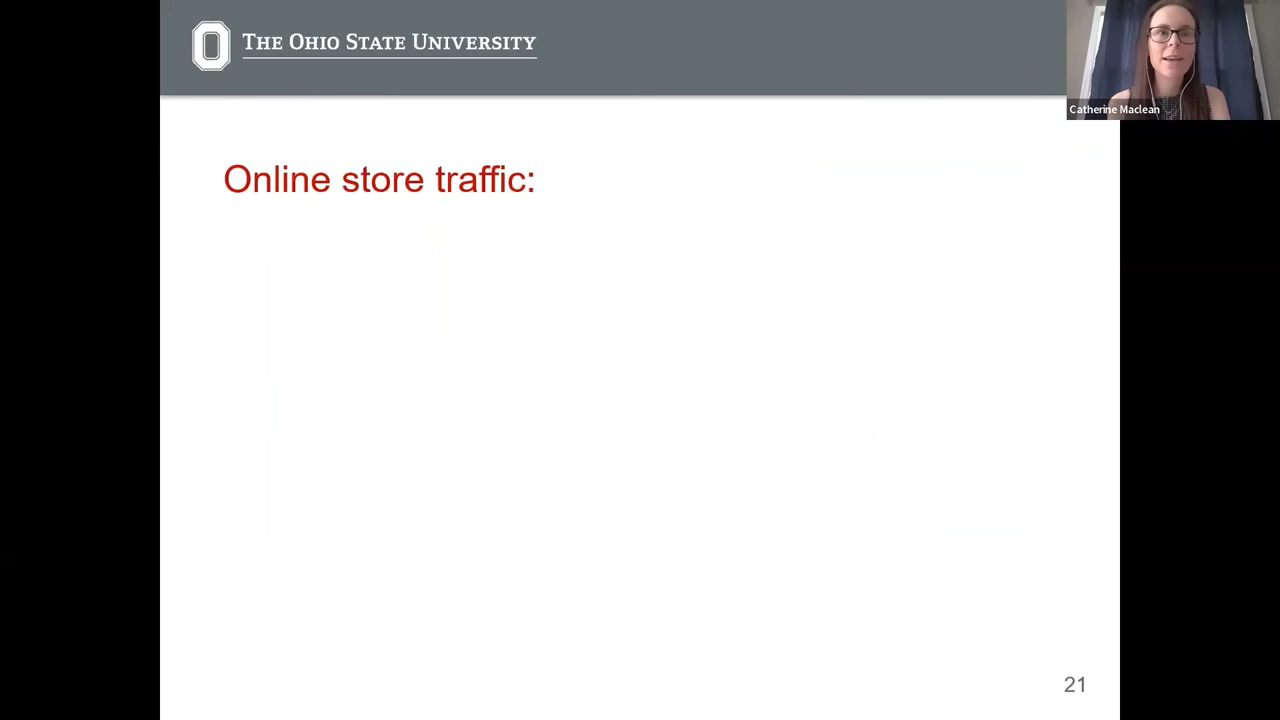 THE OHIO STATE UNIVERSITY
Catherine Maclean
Online store traffic:
21